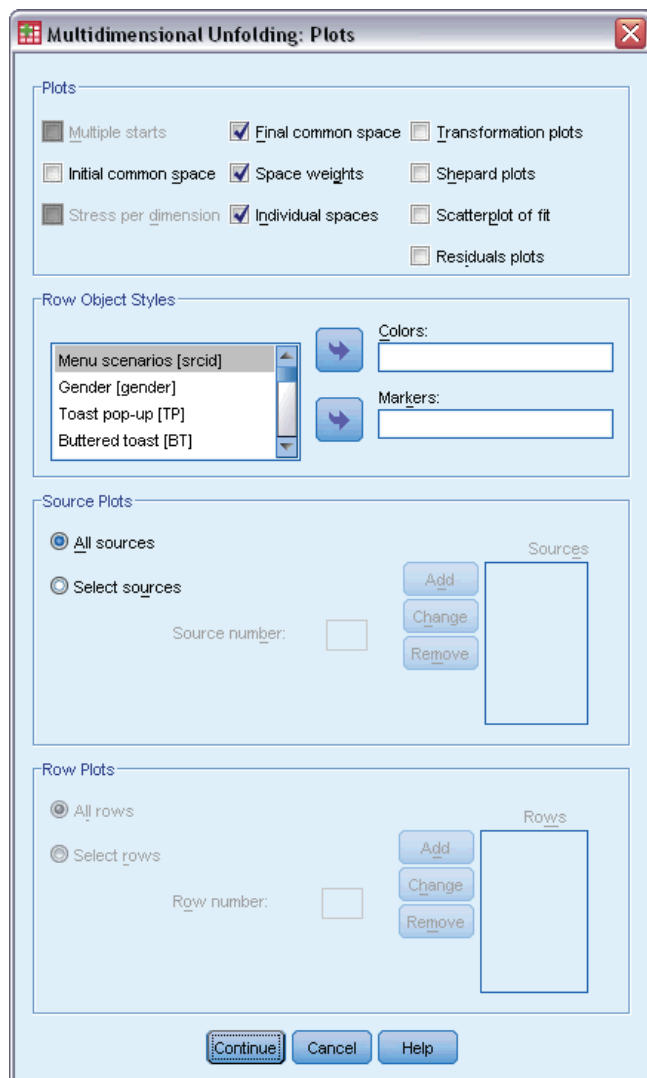 Multidimensional Unfolding: Plots
Plots
Multiple starts
Final common space
Transformation plots
Initial common space
Space weights
Shepard plots
Stress per dimension
Individual spaces
Scatterplot of fit
Residuals plots
Row Object Styles
Menu scenarios [srcid]
Gender [gender]
Toast pop-up [TP]
Buttered toast [BT]
Colors:
Markers:
Source Plots
All sources
Select sources
Source number:
Add
Change
Remove
Sources
Row Plots
All rows
Select rows
Row number:
Add
Change
Remove
Rows
Continue
Cancel
Help